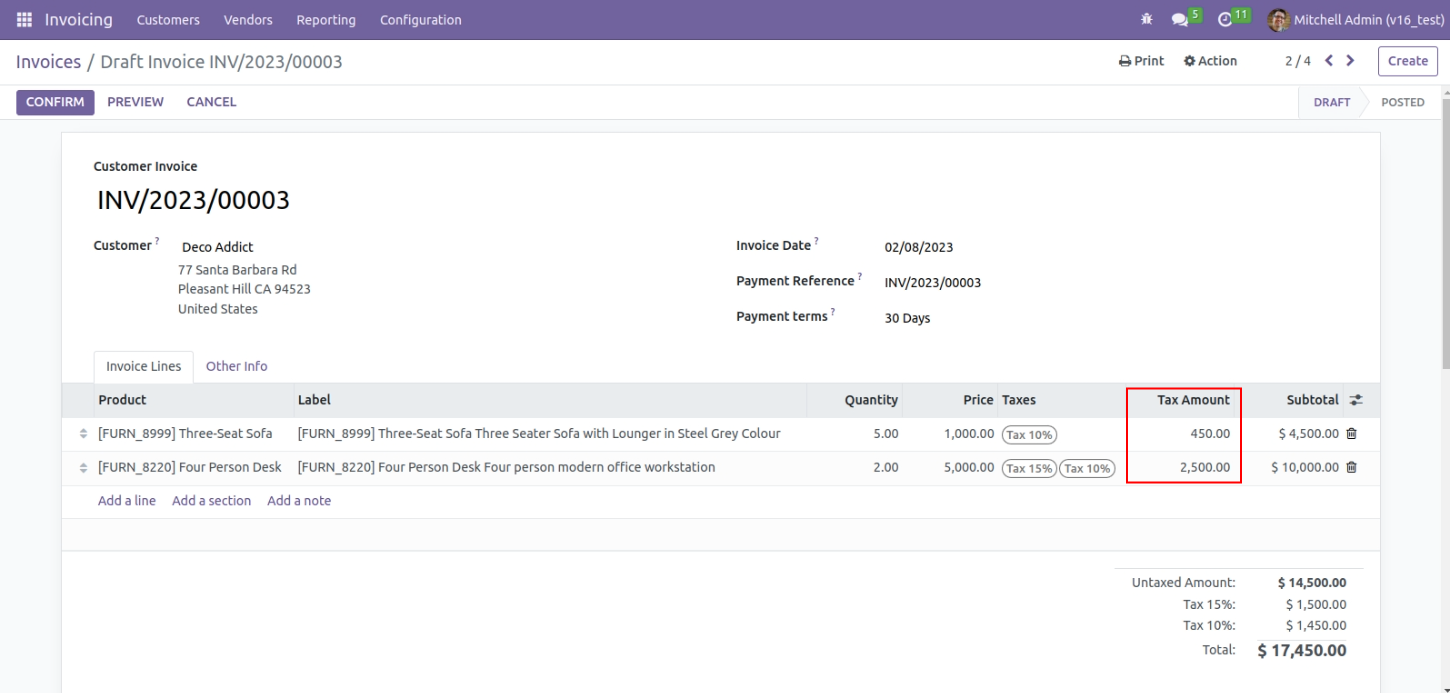 Invoicing Customers Vendors Reporting Configuration 5 11 Mitchell Admin (v16_test)
Invoices / Draft Invoice INV/2023/00003 Print Action 2 / 4 Create
CONFIRM PREVIEW CANCEL DRAFT POSTED
Customer Invoice
INV/2023/00003
Customer ? Deco Addict Invoice Date ? 02/08/2023
77 Santa Barbara Rd
Pleasant Hill CA 94523 Payment Reference ? INV/2023/00003
United States Payment terms ? 30 Days
Invoice Lines Other Info
Product Label Quantity Price Taxes Tax Amount Subtotal
[FURN_8999] Three-Seat Sofa [FURN_8999] Three-Seat Sofa Three Seater Sofa with Lounger in Steel Grey Colour 5.00 1,000.00 Tax 10% 450.00 $ 4,500.00
[FURN_8220] Four Person Desk [FURN_8220] Four Person Desk Four person modern office workstation 2.00 5,000.00 Tax 15% Tax 10% 2,500.00 $ 10,000.00
Add a line Add a section Add a note
Untaxed Amount: $ 14,500.00
Tax 15%: $ 1,500.00
Tax 10%: $ 1,450.00
Total: $ 17,450.00